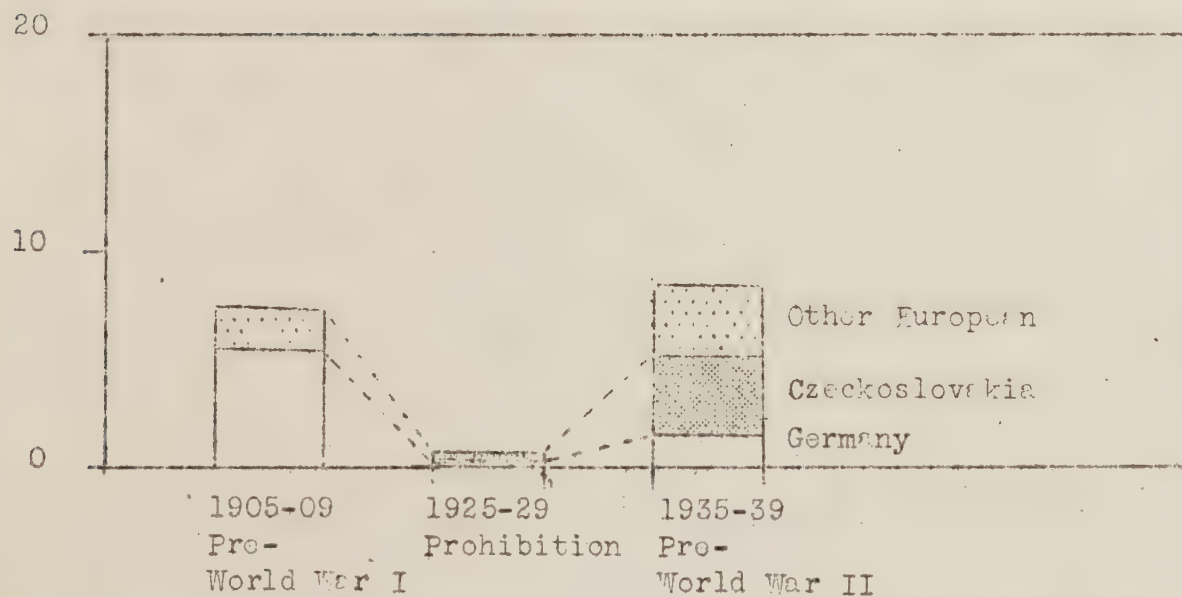 20
10
0
Other European
Czeckoslovakia
Germany
1905-09 1925-29 1935-39
Pre- Prohibition Pre-
World War I World War II